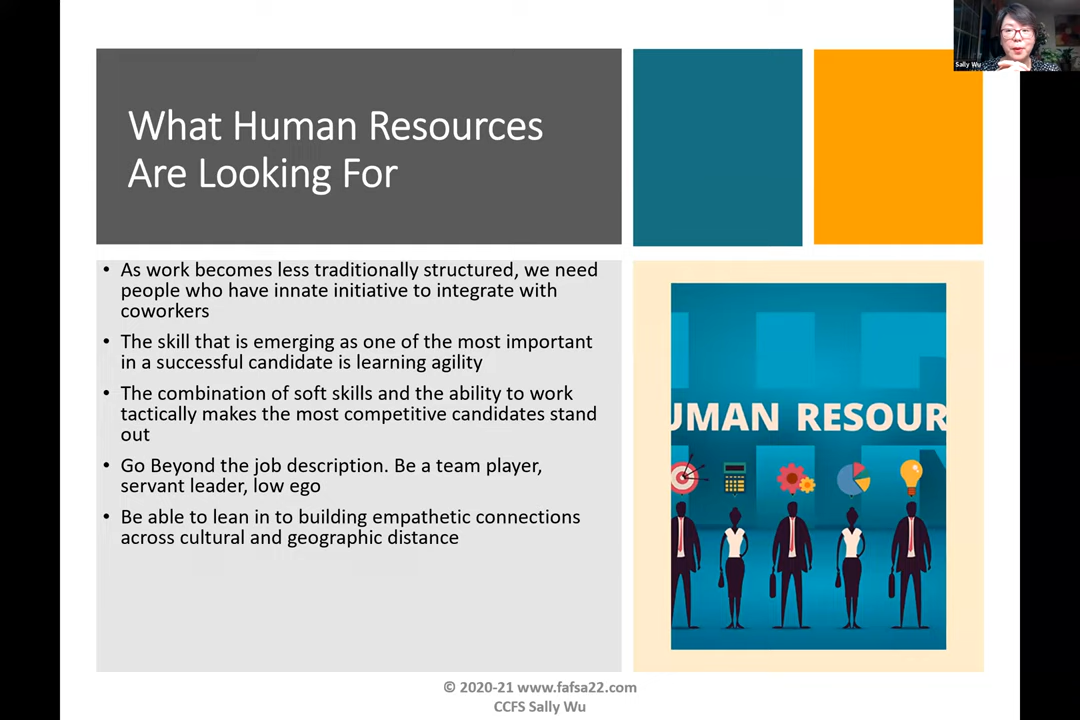 Sally Wu
What Human Resources
Are Looking For
• As work becomes less traditionally structured, we need
people who have innate initiative to integrate with
coworkers
• The skill that is emerging as one of the most important
in a successful candidate is learning agility
• The combination of soft skills and the ability to work
tactically makes the most competitive candidates stand
out
• Go Beyond the job description. Be a team player,
servant leader, low ego
• Be able to lean in to building empathetic connections
across cultural and geographic distance
UMAN RESOUR
© 2020-21 www.fafsa22.com
CCFS Sally Wu